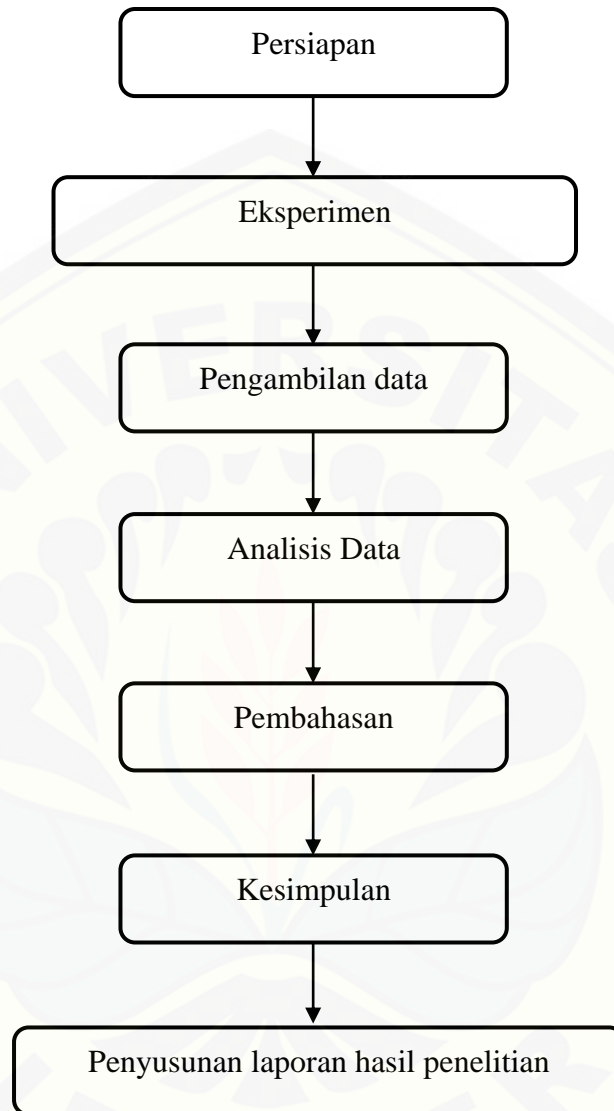 Persiapan
Eksperimen
Pengambilan data
Analisis Data
Pembahasan
Kesimpulan
Penyusunan laporan hasil penelitian